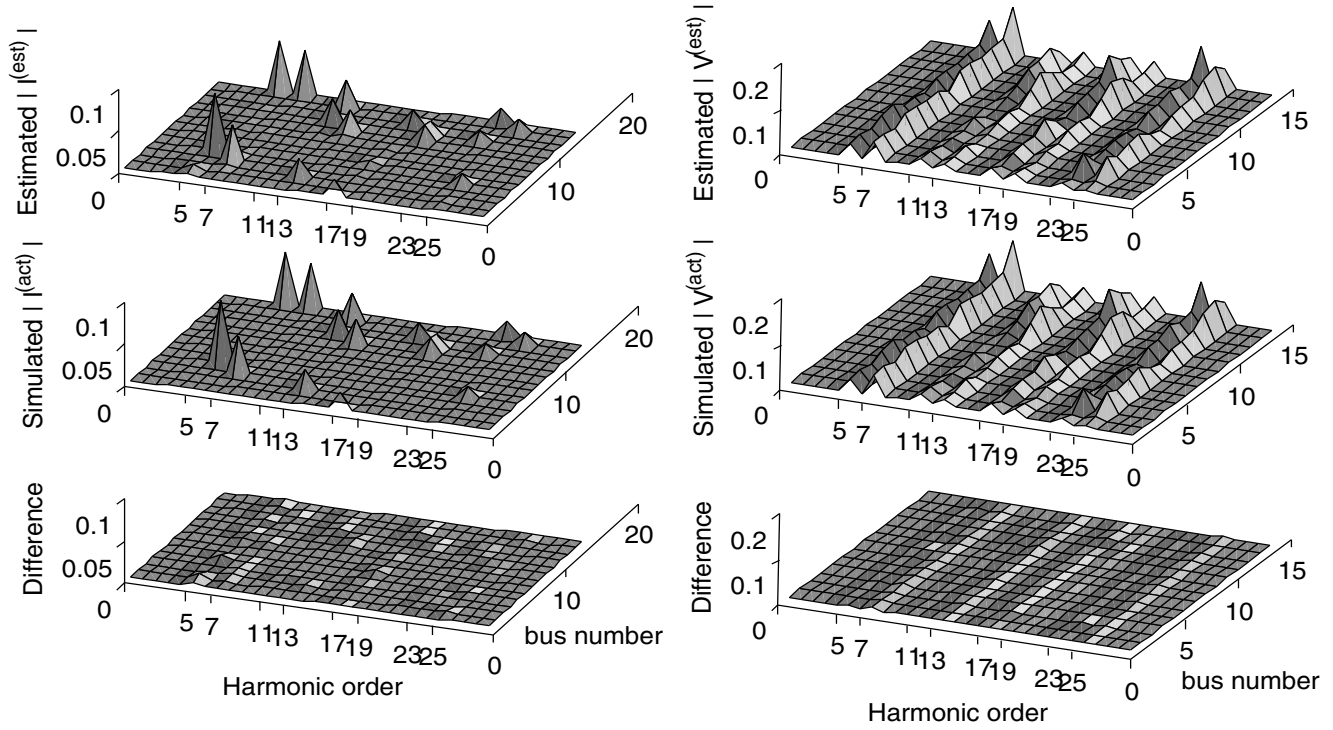 Estimated | I(est) |
0.1
0.05
0
5 7 11 13 17 19 23 25
0
10
20
Simulated | I(act) |
0.1
0.05
0
5 7 11 13 17 19 23 25
0
10
20
Difference
0.1
0.05
0
5 7 11 13 17 19 23 25
0
10
20
bus number
Harmonic order
Estimated | V(est) |
0.2
0.1
0
5 7 11 13 17 19 23 25
0
5
10
15
Simulated | V(act) |
0.2
0.1
0
5 7 11 13 17 19 23 25
0
5
10
15
Difference
0.2
0.1
0
5 7 11 13 17 19 23 25
0
5
10
15
bus number
Harmonic order